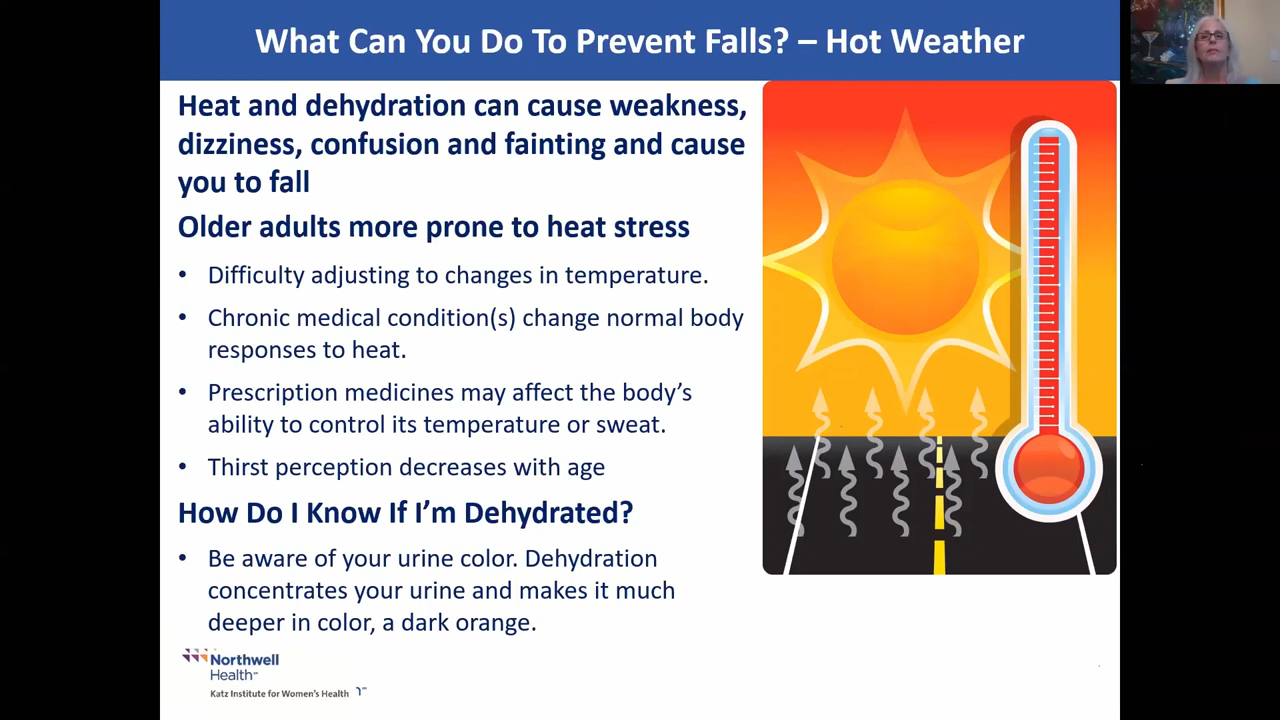 What Can You Do To Prevent Falls? – Hot Weather
Heat and dehydration can cause weakness,
dizziness, confusion and fainting and cause
you to fall
Older adults more prone to heat stress
• Difficulty adjusting to changes in temperature.
• Chronic medical condition(s) change normal body
responses to heat.
• Prescription medicines may affect the body’s
ability to control its temperature or sweat.
• Thirst perception decreases with age
How Do I Know If I’m Dehydrated?
• Be aware of your urine color. Dehydration
concentrates your urine and makes it much
deeper in color, a dark orange.
Northwell
Health℠
Katz Institute for Women’s Health